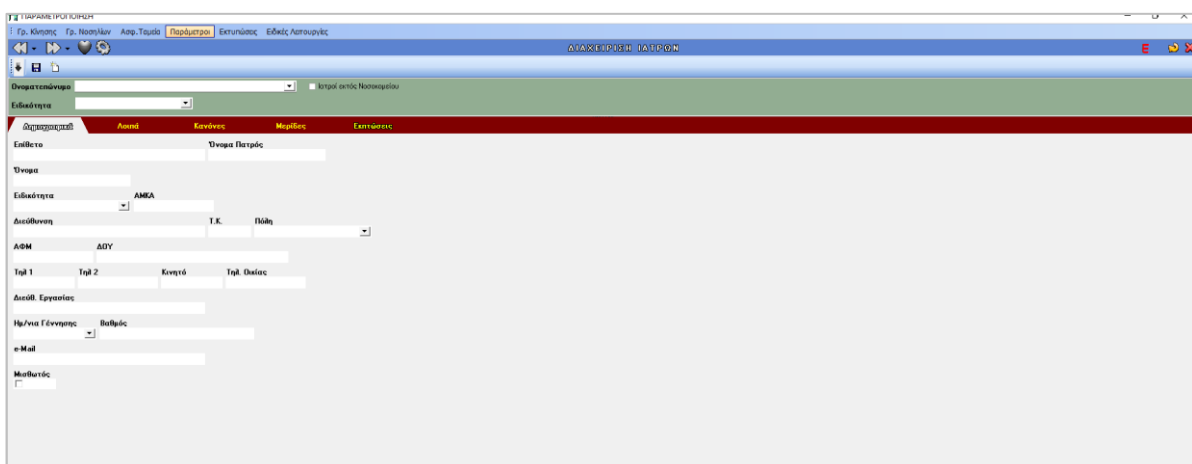 ΠΑΡΑΜΕΤΡΟΠΟΙΗΣΗ
Γρ. Κίνησης Γρ. Νοσηλίων Ασφ.Ταμεία Παράμετροι Εκτυπώσεις Ειδικές Λειτουργίες
ΔΙΑΧΕΙΡΙΣΗ ΙΑΤΡΩΝ
E
Ονοματεπώνυμο Ιατροί εκτός Νοσοκομείου
Ειδικότητα
Δημογραφικά Λοιπά Κανόνες Μερίδες Εκπτώσεις
Επίθετο Όνομα Πατρός
Όνομα
Ειδικότητα ΑΜΚΑ
Διεύθυνση Τ.Κ. Πόλη
ΑΦΜ ΔΟΥ
Τηλ 1 Τηλ 2 Κινητό Τηλ. Οικίας
Διεύθ. Εργασίας
Ημ/νια Γέννησης Βαθμός
e-Mail
Μισθωτός